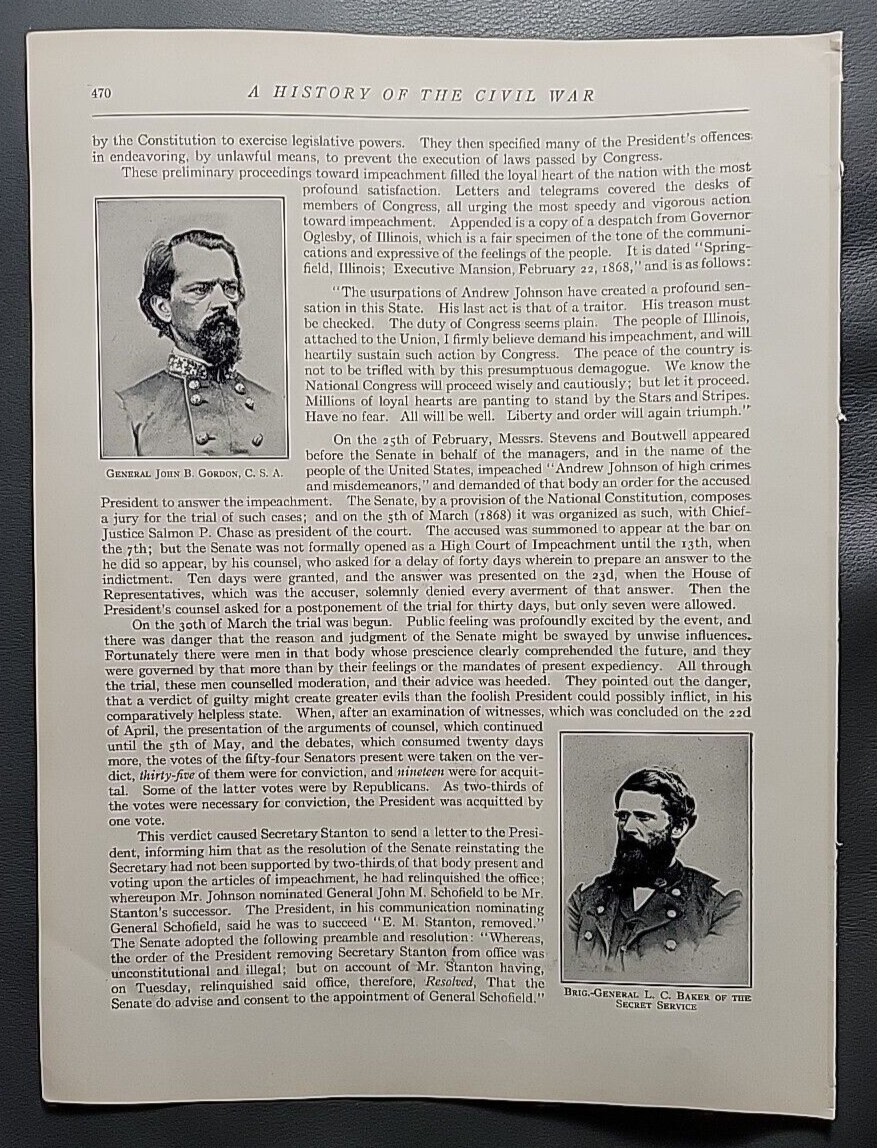 470
A HISTORY OF THE CIVIL WAR
by the Constitution to exercise legislative powers. They then specified many of the President's offences
in endeavoring, by unlawful means, to prevent the execution of laws passed by Congress.
These preliminary proceedings toward impeachment filled the loyal heart of the nation with the most
profound satisfaction. Letters and telegrams covered the desks of
members of Congress, all urging the most speedy and vigorous action
toward impeachment. Appended is a copy of a despatch from Governor
Oglesby, of Illinois, which is a fair specimen of the tone of the communi-
cations and expressive of the feelings of the people. It is dated "Spring-
field, Illinois; Executive Mansion, February 22, 1868," and is as follows:
"The usurpations of Andrew Johnson have created a profound sen-
sation in this State. His last act is that of a traitor. His treason must
be checked. The duty of Congress seems plain. The people of Illinois,
attached to the Union, I firmly believe demand his impeachment, and will
heartily sustain such action by Congress. The peace of the country is
not to be trifled with by this presumptuous demagogue. We know the
National Congress will proceed wisely and cautiously; but let it proceed.
Millions of loyal hearts are panting to stand by the Stars and Stripes.
Have no fear. All will be well. Liberty and order will again triumph."
On the 25th of February, Messrs. Stevens and Boutwell appeared
before the Senate in behalf of the managers, and in the name of the
people of the United States, impeached "Andrew Johnson of high crimes
and misdemeanors," and demanded of that body an order for the accused
GENERAL JOHN B. GORDON, C. S. A.
President to answer the impeachment. The Senate, by a provision of the National Constitution, composes
a jury for the trial of such cases; and on the 5th of March (1868) it was organized as such, with Chief-
Justice Salmon P. Chase as president of the court. The accused was summoned to appear at the bar on
the 7th; but the Senate was not formally opened as a High Court of Impeachment until the 13th, when
he did so appear, by his counsel, who asked for a delay of forty days wherein to prepare an answer to the
indictment. Ten days were granted, and the answer was presented on the 23d, when the House of
Representatives, which was the accuser, solemnly denied every averment of that answer. Then the
President's counsel asked for a postponement of the trial for thirty days, but only seven were allowed.
On the 30th of March the trial was begun. Public feeling was profoundly excited by the event, and
there was danger that the reason and judgment of the Senate might be swayed by unwise influences.
Fortunately there were men in that body whose prescience clearly comprehended the future, and they
were governed by that more than by their feelings or the mandates of present expediency. All through
the trial, these men counselled moderation, and their advice was heeded. They pointed out the danger,
that a verdict of guilty might create greater evils than the foolish President could possibly inflict, in his
comparatively helpless state. When, after an examination of witnesses, which was concluded on the 22d
of April, the presentation of the arguments of counsel, which continued
until the 5th of May, and the debates, which consumed twenty days
more, the votes of the fifty-four Senators present were taken on the ver-
dict, thirty-five of them were for conviction, and nineteen were for acquit-
tal. Some of the latter votes were by Republicans. As two-thirds of
the votes were necessary for conviction, the President was acquitted by
one vote.
This verdict caused Secretary Stanton to send a letter to the Presi-
dent, informing him that as the resolution of the Senate reinstating the
Secretary had not been supported by two-thirds of that body present and
voting upon the articles of impeachment, he had relinquished the office;
whereupon Mr. Johnson nominated General John M. Schofield to be Mr.
Stanton's successor. The President, in his communication nominating
General Schofield, said he was to succeed "E. M. Stanton, removed."
The Senate adopted the following preamble and resolution: "Whereas,
the order of the President removing Secretary Stanton from office was
unconstitutional and illegal; but on account of Mr. Stanton having,
on Tuesday, relinquished said office, therefore, Resolved, That the
Senate do advise and consent to the appointment of General Schofield."
BRIG.-GENERAL L. C. BAKER OF THE
SECRET SERVICE